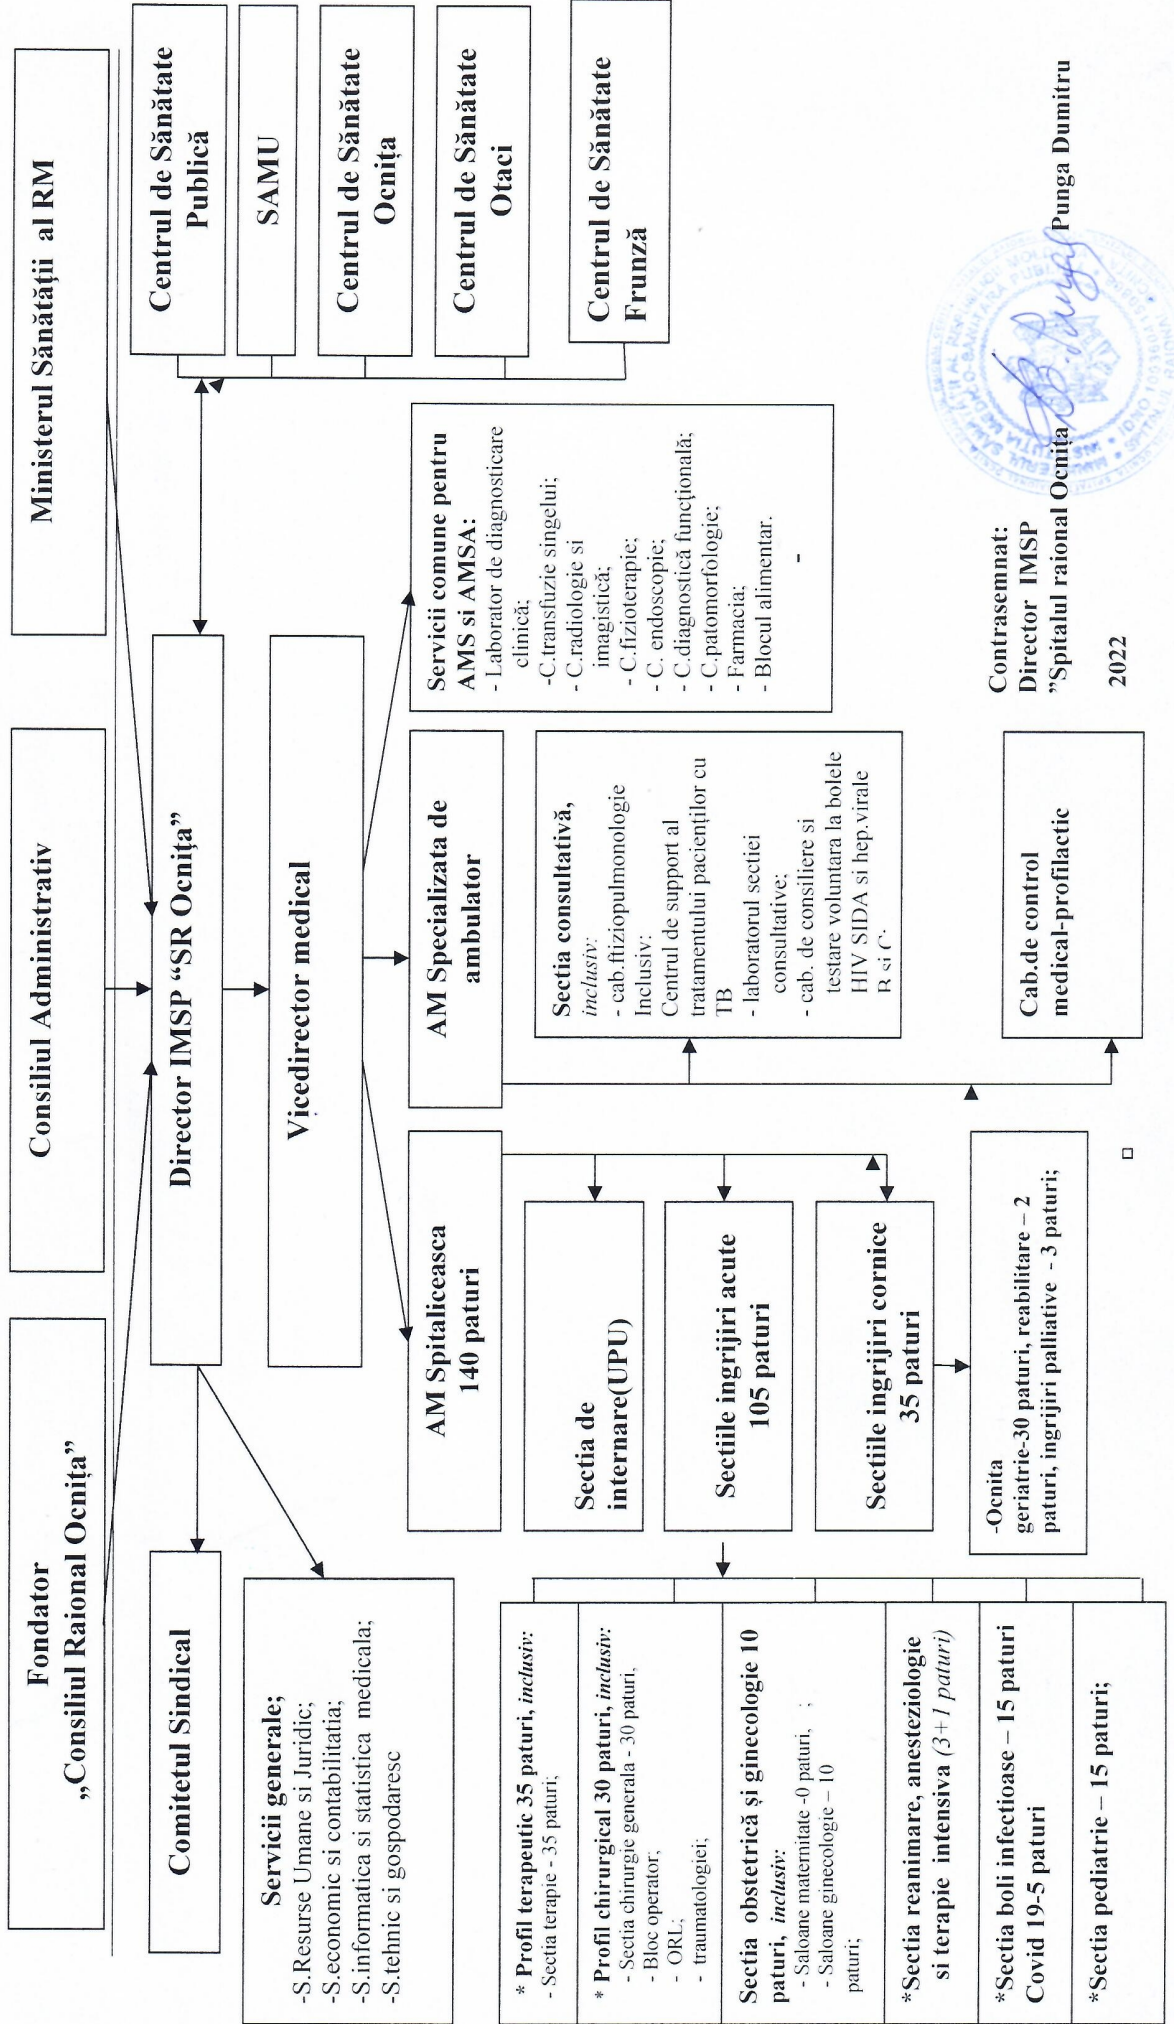 Fondator
„Consiliul Raional Ocnița”
Consiliul Administrativ
Ministerul Sănătății al RM
Comitetul Sindical
Director IMSP “SR Ocnița”
Centrul de Sănătate
Publică
SAMU
Centrul de Sănătate
Ocnița
Centrul de Sănătate
Otaci
Centrul de Sănătate
Frunză
Servicii generale;
-S.Resurse Umane si Juridic;
-S.economic si contabilitatia;
-S.informatica si statistica medicala;
-S.tehnic si gospodaresc
Vicedirector medical
AM Spitaliceasca
140 paturi
AM Specializata de
ambulator
Servicii comune pentru
AMS si AMSA:
- Laborator de diagnosticare
clinică;
-C.transfuzie singelui;
- C.radiologie si
imagistică;
- C.fizioterapie;
- C. endoscopie;
- C.diagnostică funcțională;
- C.patomorfologie;
- Farmacia;
- Blocul alimentar.
-
* Profil terapeutic 35 paturi, inclusiv:
- Sectia terapie - 35 paturi;
* Profil chirurgical 30 paturi, inclusiv:
- Sectia chirurgie generala - 30 paturi,
- Bloc operator;
- ORL;
- traumatologiei;
Sectia obstetrică și ginecologie 10
paturi, inclusiv:
- Saloane maternitate -0 paturi, ;
- Saloane ginecologie – 10
paturi;
*Sectia reanimare, anesteziologie
si terapie intensiva (3+1 paturi)
*Sectia boli infectioase – 15 paturi
Covid 19-5 paturi
*Sectia pediatrie – 15 paturi;
Sectia de
internare(UPU)
Sectiile ingrijiri acute
105 paturi
Sectiile ingrijiri cornice
35 paturi
-Ocnita
geriatrie-30 paturi, reabilitare – 2
paturi, ingrijiri palliative - 3 paturi;
Sectia consultativă,
inclusiv:
- cab.ftiziopulmonologie
Inclusiv:
Centrul de support al
tratamentului pacienților cu
TB
- laboratorul sectiei
consultative;
- cab. de consiliere si
testare voluntara la bolele
HIV SIDA si hep.virale
B si C;
Cab.de control
medical-profilactic
Contrasemnat:
Director IMSP
”Spitalul raional Ocnița Punga Dumitru
2022